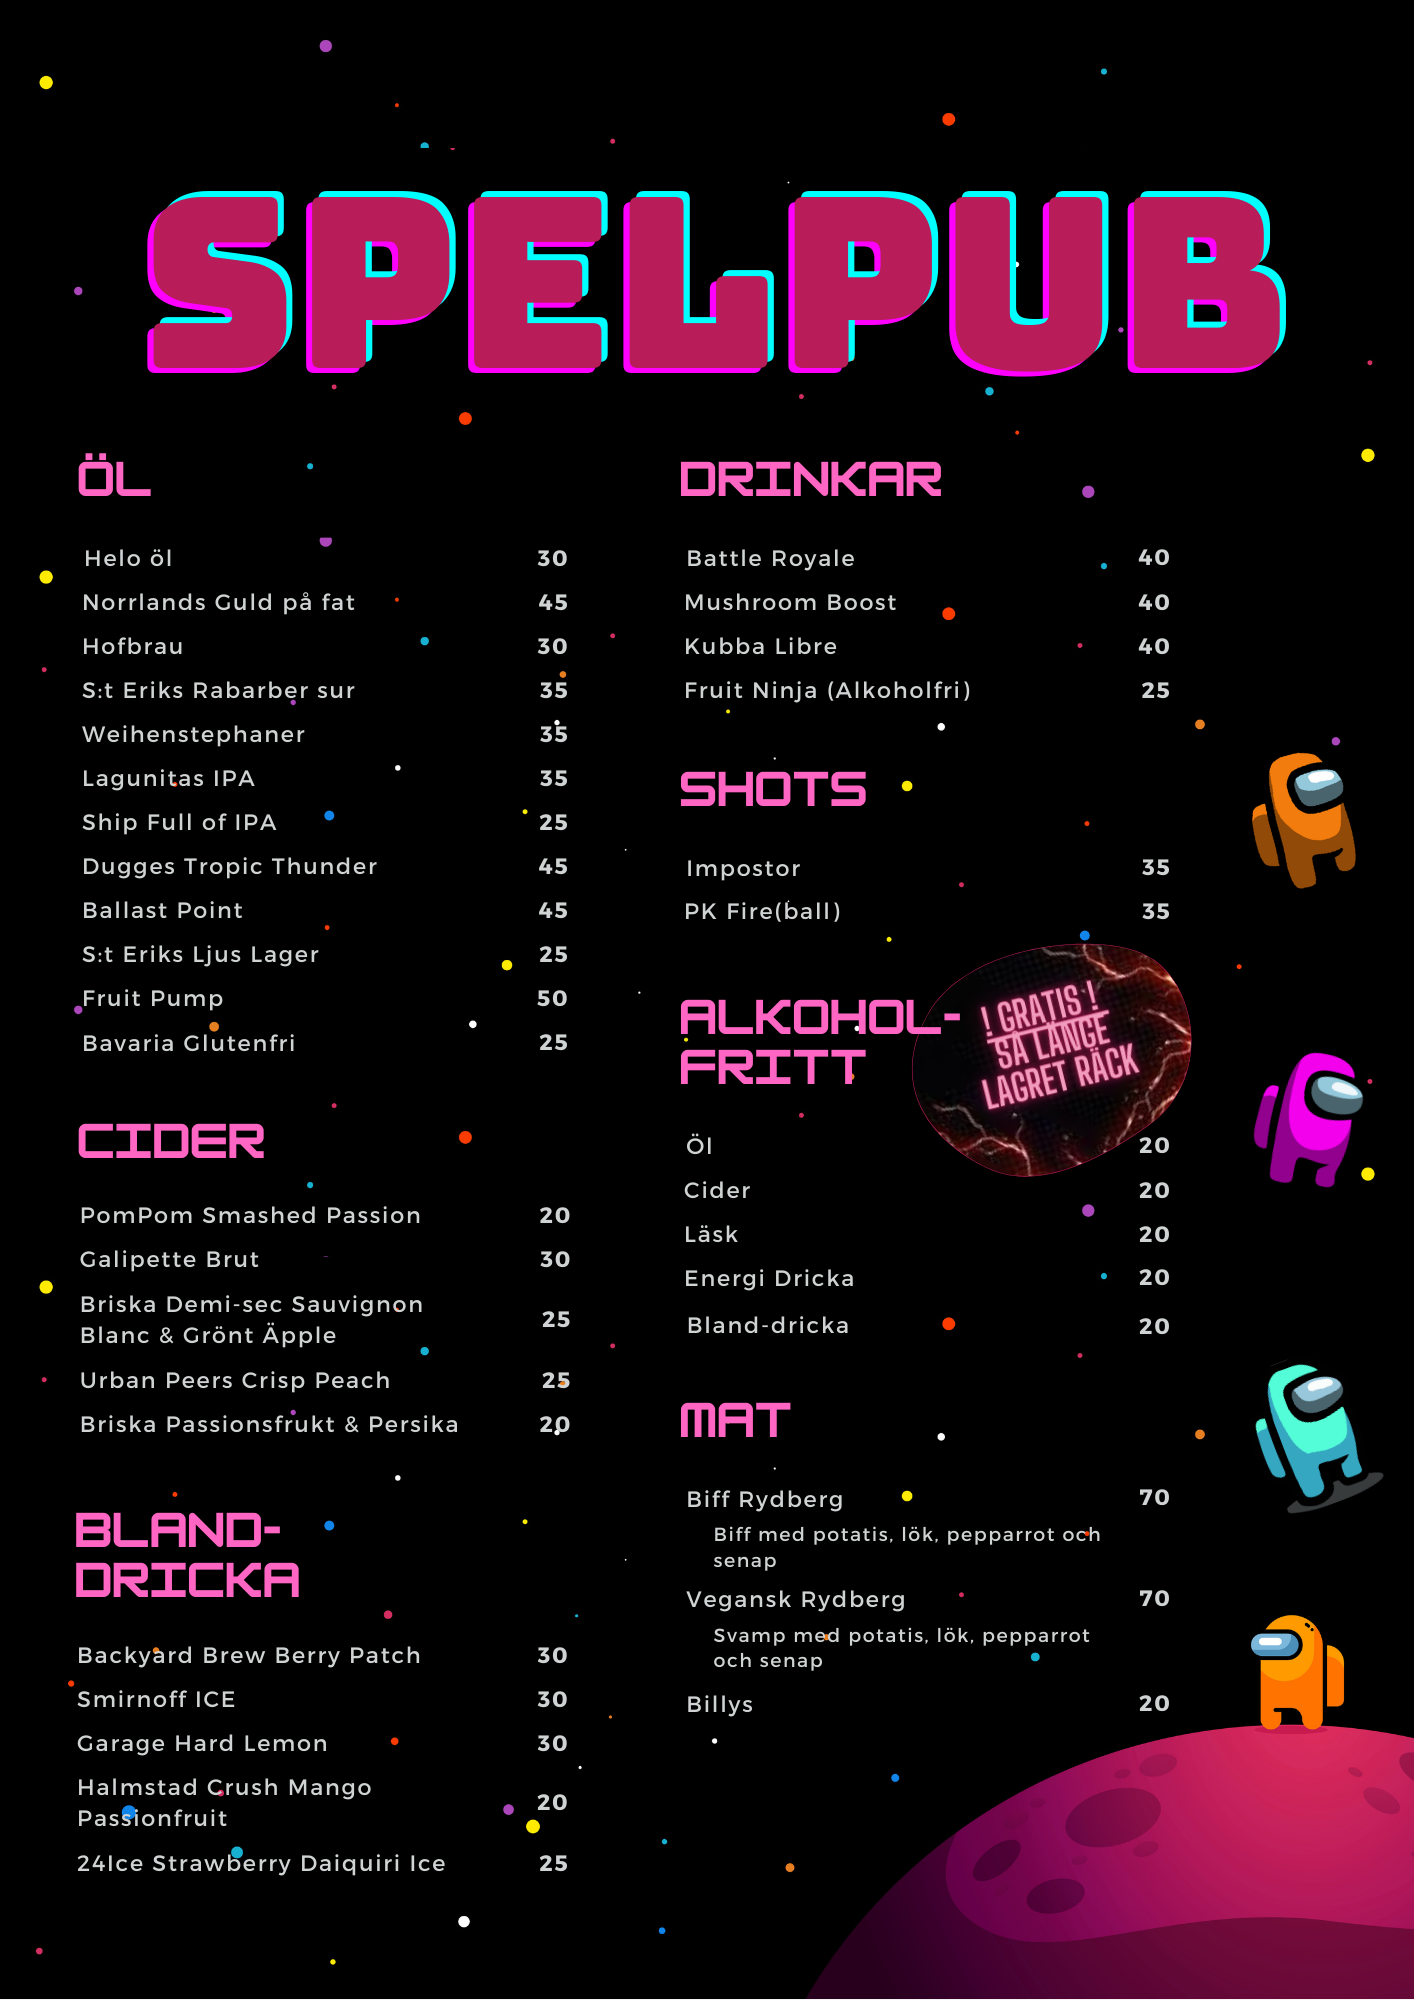 SPELPUB
ÖL
Helo öl 30
Norrlands Guld på fat 45
Hofbrau 30
S:t Eriks Rabarber sur 35
Weihenstephaner 35
Lagunitas IPA 35
Ship Full of IPA 25
Dugges Tropic Thunder 45
Ballast Point 45
S:t Eriks Ljus Lager 25
Fruit Pump 50
Bavaria Glutenfri 25
CIDER
PomPom Smashed Passion 20
Galipette Brut 30
Briska Demi-sec Sauvignon
Blanc & Grönt Äpple 25
Urban Peers Crisp Peach 25
Briska Passionsfrukt & Persika 20
BLAND-
DRICKA
Backyard Brew Berry Patch 30
Smirnoff ICE 30
Garage Hard Lemon 30
Halmstad Crush Mango
Passionfruit 20
24Ice Strawberry Daiquiri Ice 25
DRINKAR
Battle Royale 40
Mushroom Boost 40
Kubba Libre 40
Fruit Ninja (Alkoholfri) 25
SHOTS
Impostor 35
PK Fire(ball) 35
ALKOHOL-
FRITT
! GRATIS !
SÅ LÄNGE
LAGRET RÄCK
Öl 20
Cider 20
Läsk 20
Energi Dricka 20
Bland-dricka 20
MAT
Biff Rydberg 70
Biff med potatis, lök, pepparrot och
senap
Vegansk Rydberg 70
Svamp med potatis, lök, pepparrot
och senap
Billys 20